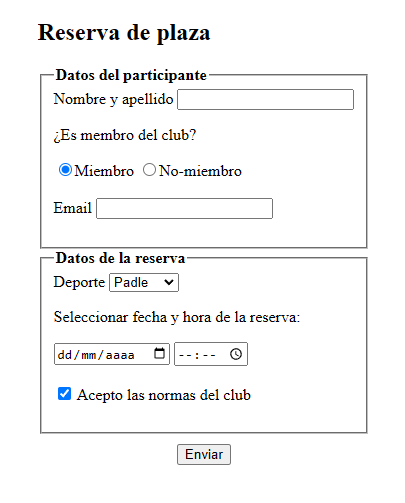 Reserva de plaza
Datos del participante
Nombre y apellido
¿Es membro del club?
Miembro No-miembro
Email
Datos de la reserva
Deporte Padle
Seleccionar fecha y hora de la reserva:
dd/mm/aaaa --:--
Acepto las normas del club
Enviar